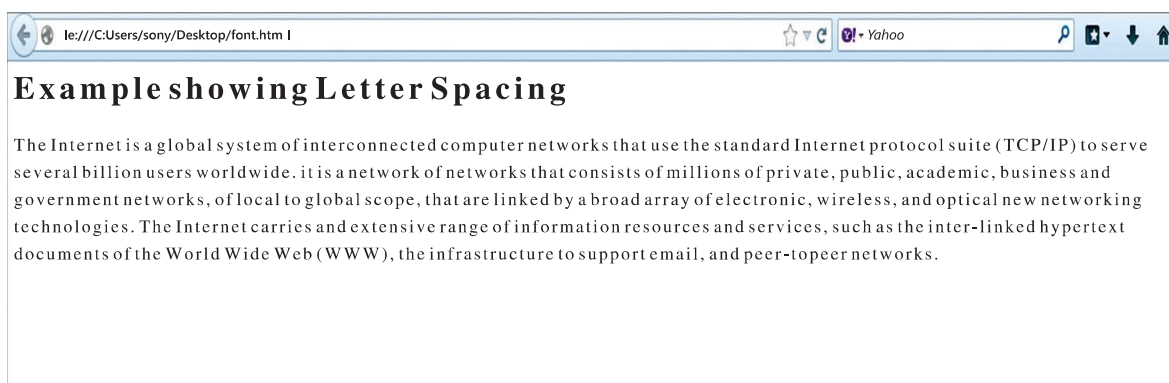 le:///C:Users/sony/Desktop/font.htm l
Yahoo
Example showing Letter Spacing
The Internet is a global system of interconnected computer networks that use the standard Internet protocol suite (TCP/IP) to serve
several billion users worldwide. it is a network of networks that consists of millions of private, public, academic, business and
government networks, of local to global scope, that are linked by a broad array of electronic, wireless, and optical new networking
technologies. The Internet carries and extensive range of information resources and services, such as the inter-linked hypertext
documents of the World Wide Web (WWW), the infrastructure to support email, and peer-topeer networks.